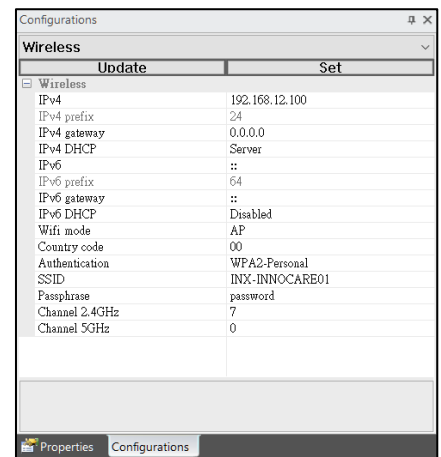 Configurations
Wireless
Update Set
Wireless
IPv4 192.168.12.100
IPv4 prefix 24
IPv4 gateway 0.0.0.0
IPv4 DHCP Server
IPv6 ::
IPv6 prefix 64
IPv6 gateway ::
IPv6 DHCP Disabled
Wifi mode AP
Country code 00
Authentication WPA2-Personal
SSID INX-INNOCARE01
Passphrase password
Channel 2.4GHz 7
Channel 5GHz 0
Properties Configurations